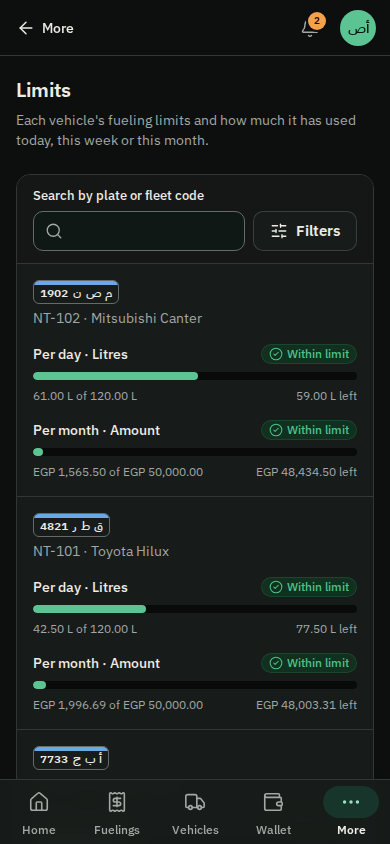 More
2
أص
Limits
Each vehicle's fueling limits and how much it has used
today, this week or this month.
Search by plate or fleet code
Filters
1902 م ص ن
NT-102 · Mitsubishi Canter
Per day · Litres
Within limit
61.00 L of 120.00 L
59.00 L left
Per month · Amount
Within limit
EGP 1,565.50 of EGP 50,000.00
EGP 48,434.50 left
4821 ق ط ر
NT-101 · Toyota Hilux
Per day · Litres
Within limit
42.50 L of 120.00 L
77.50 L left
Per month · Amount
Within limit
EGP 1,996.69 of EGP 50,000.00
EGP 48,003.31 left
7733 أ ب ج
Home
Fuelings
Vehicles
Wallet
More